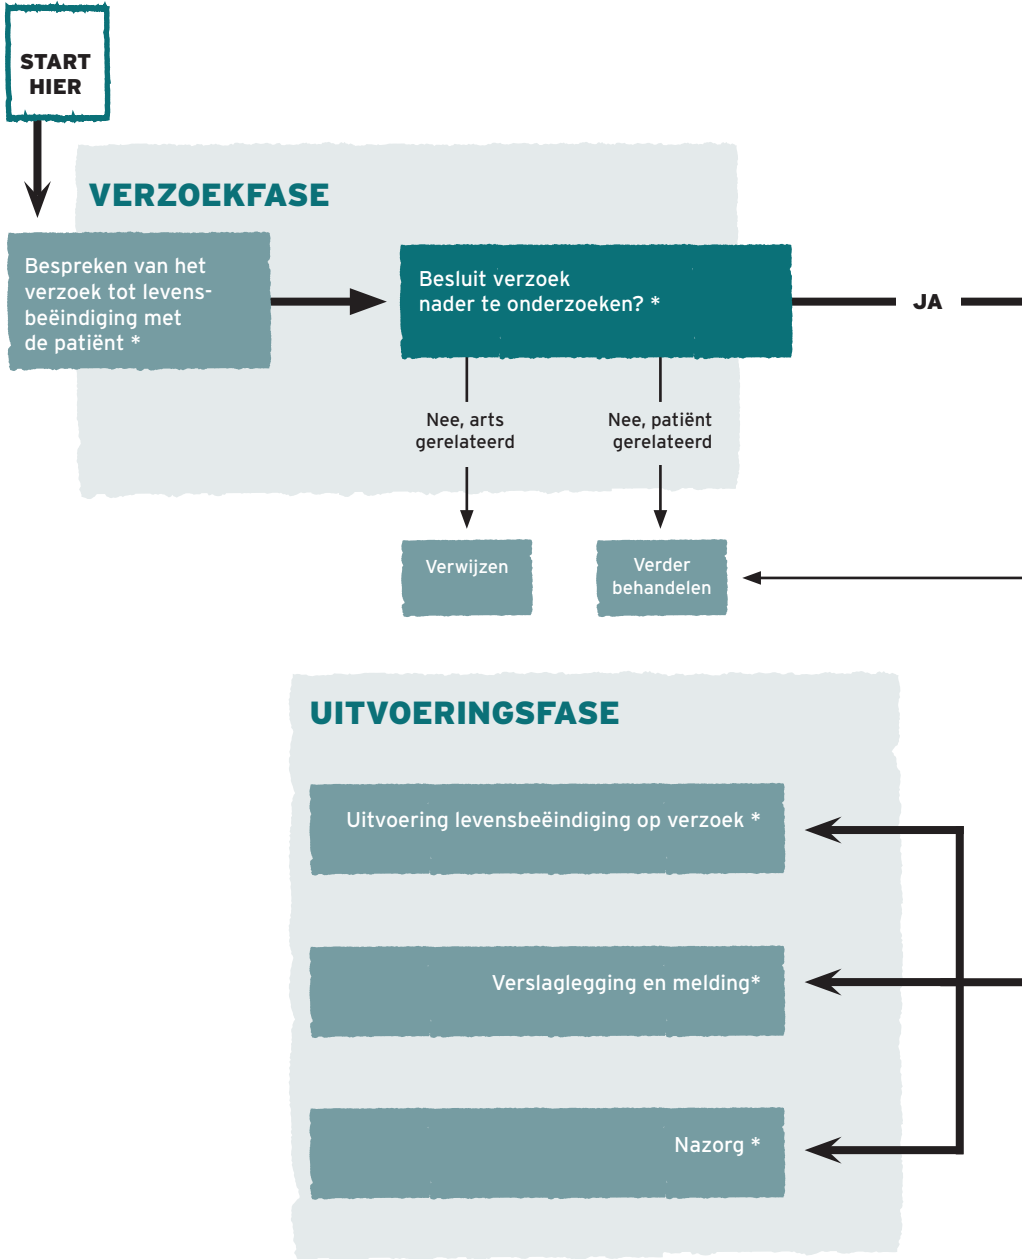 START
HIER
VERZOEKFASE
Bespreken van het
verzoek tot levens-
beëindiging met
de patiënt *
Besluit verzoek
nader te onderzoeken? *
JA
Nee, arts
gerelateerd
Nee, patiënt
gerelateerd
Verwijzen
Verder
behandelen
UITVOERINGSFASE
Uitvoering levensbeëindiging op verzoek *
Verslaglegging en melding*
Nazorg *